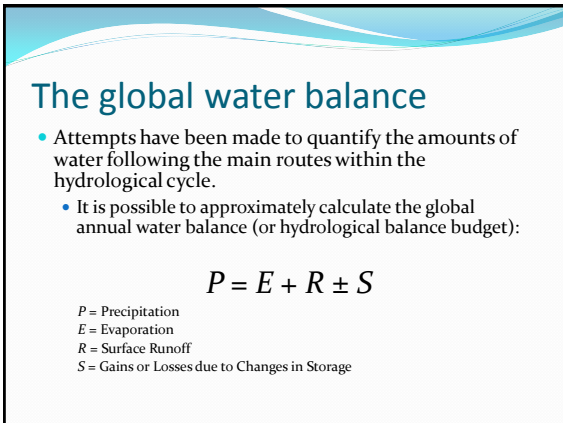 The global water balance
• Attempts have been made to quantify the amounts of
water following the main routes within the
hydrological cycle.
• It is possible to approximately calculate the global
annual water balance (or hydrological balance budget):
P = E + R ± S
P = Precipitation
E = Evaporation
R = Surface Runoff
S = Gains or Losses due to Changes in Storage